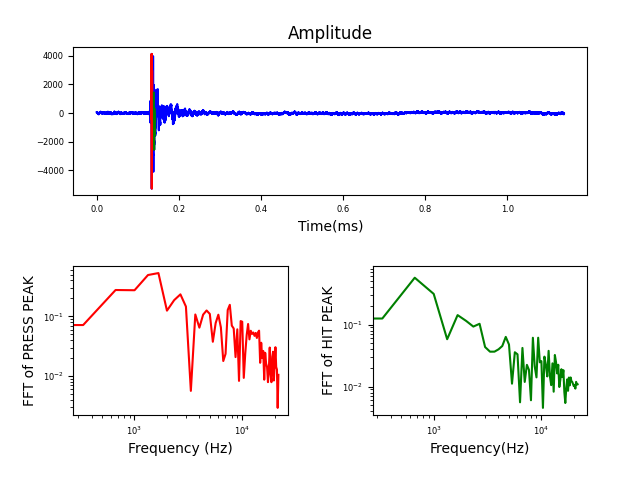 Amplitude
4000
2000
0
−2000
−4000
0.0 0.2 0.4 0.6 0.8 1.0
Time(ms)
FFT of PRESS PEAK
10⁻¹
10⁻²
10³ 10⁴
Frequency (Hz)
FFT of HIT PEAK
10⁻¹
10⁻²
10³ 10⁴
Frequency(Hz)